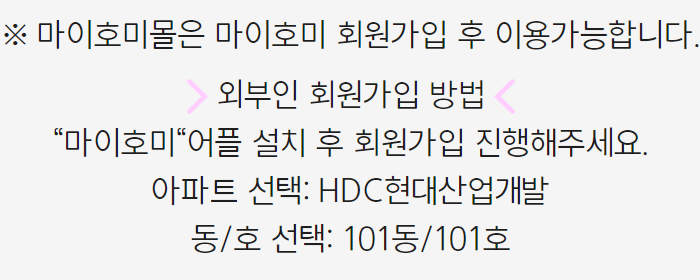 ※ 마이호미몰은 마이호미 회원가입 후 이용가능합니다.
> 외부인 회원가입 방법 <
“마이호미“어플 설치 후 회원가입 진행해주세요.
아파트 선택: HDC현대산업개발
동/호 선택: 101동/101호